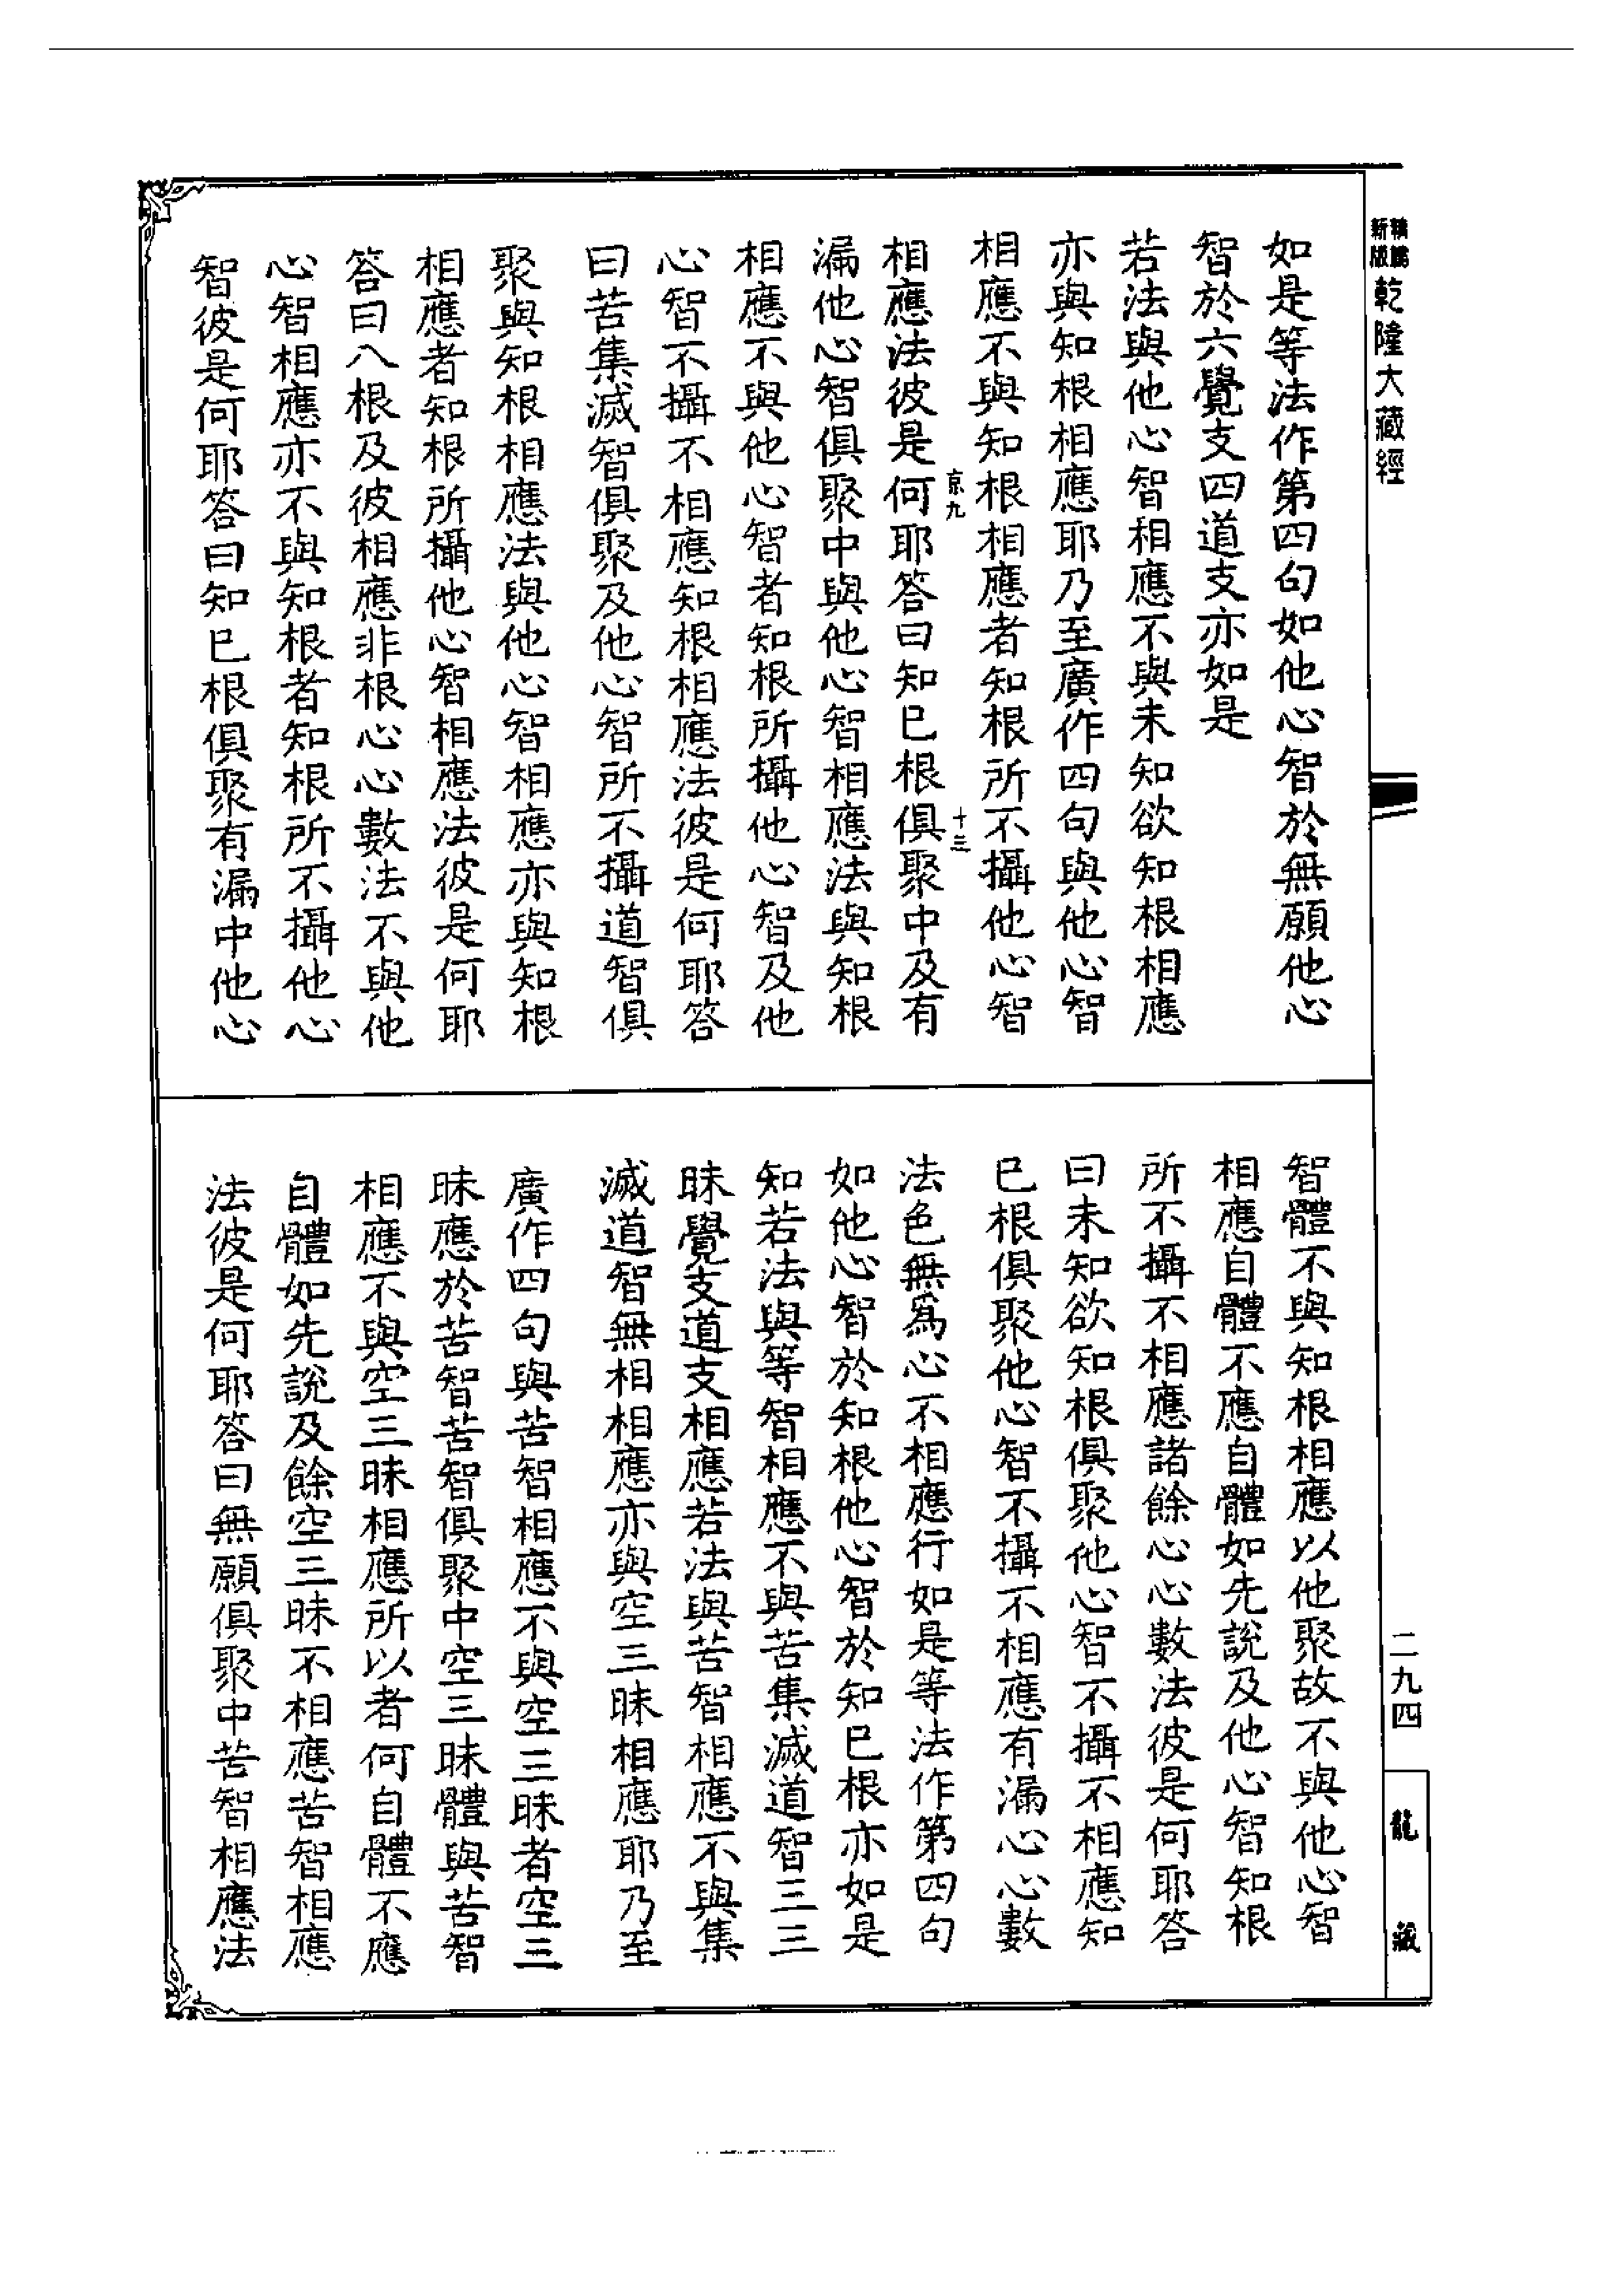 如是等法作第四句如他心智於無願他心
智於六覺支四道支亦如是
若法與他心智相應不與未知欲知根相應
亦與知根相應耶乃至廣作四句與他心智
相應不與知根相應者知根所不攝他心智
京九
十三
相應法彼是何耶答曰知已根俱聚中及有
漏他心智俱聚中與他心智相應法與知根
相應不與他心智者知根所攝他心智及他
心智不攝不相應知根相應法彼是何耶答
曰苦集滅智俱聚及他心智所不攝道智俱
聚與知根相應法與他心智相應亦與知根
相應者知根所攝他心智相應法彼是何耶
答曰八根及彼相應非根心心數法不與他
心智相應亦不與知根者知根所不攝他心
智彼是何耶答曰知已根俱聚有漏中他心
智體不與知根相應以他聚故不與他心智
相應自體不應自體如先說及他心智知根
所不攝不相應諸餘心心數法彼是何耶答
曰未知欲知根俱聚他心智不攝不相應知
已根俱聚他心智不攝不相應有漏心心數
法色無為心不相應行如是等法作第四句
如他心智於知根他心智於知已根亦如是
知若法與等智相應不與苦集滅道智三三
昧覺支道支相應若法與苦智相應不與集
滅道智無相相應亦與空三昧相應耶乃至
廣作四句與苦智相應不與空三昧者空三
昧應於苦智苦智俱聚中空三昧體與苦智
相應不與空三昧相應所以者何自體不應
自體如先說及餘空三昧不相應苦智相應
法彼是何耶答曰無願俱聚中苦智相應法
新版精縮乾隆大藏經
二九四
龍藏